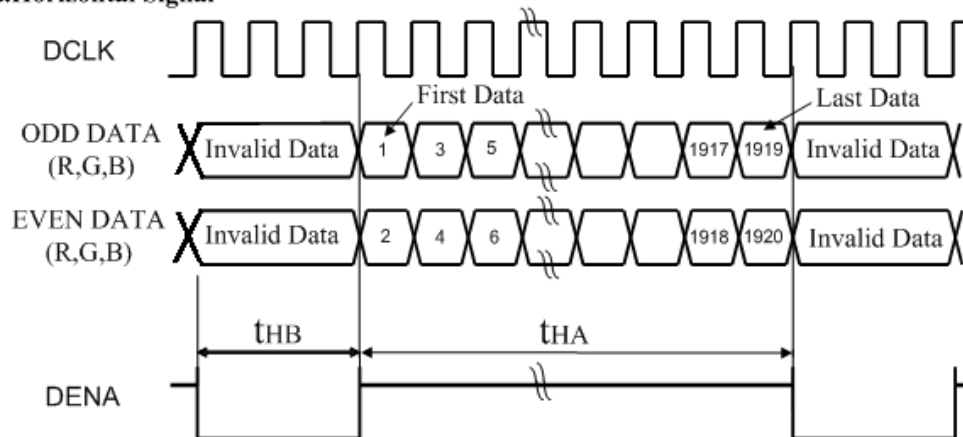 Horizontal Signal
DCLK
First Data
Last Data
ODD DATA
(R,G,B)
Invalid Data 1 3 5 1917 1919 Invalid Data
EVEN DATA
(R,G,B)
Invalid Data 2 4 6 1918 1920 Invalid Data
tHB tHA
DENA